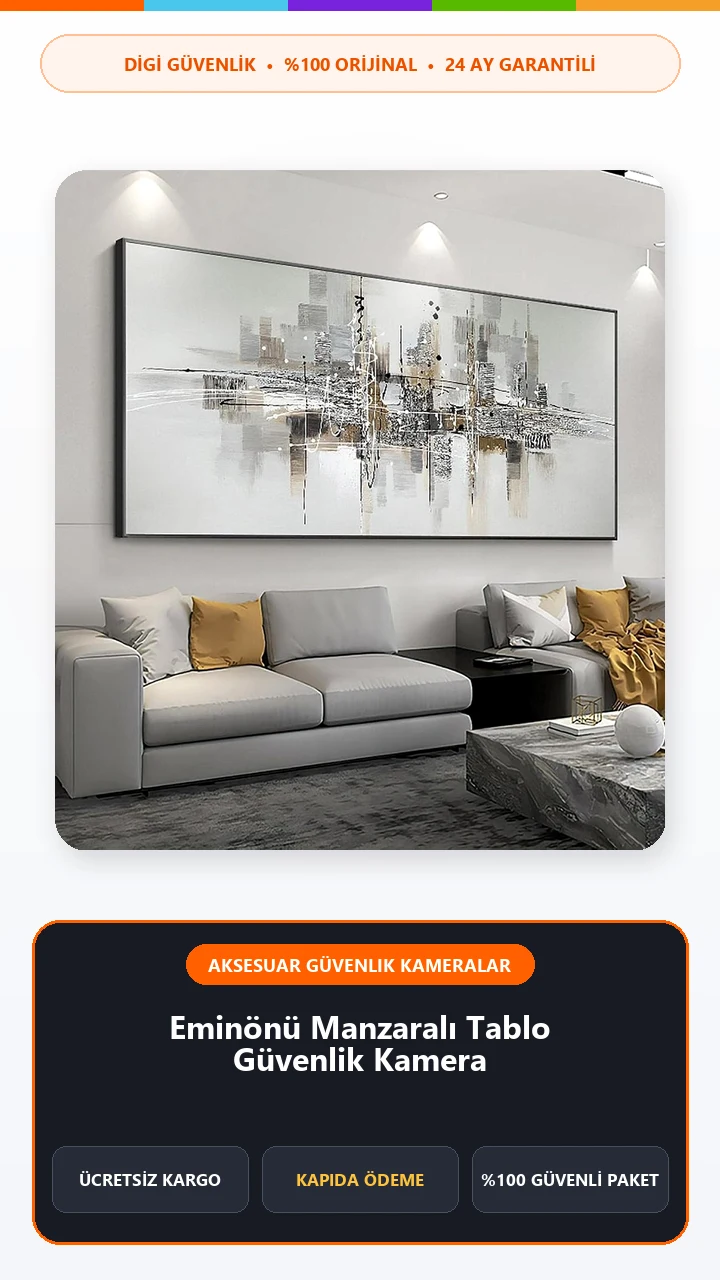 DİGİ GÜVENLİK • %100 ORİJİNAL • 24 AY GARANTİLİ
AKSESUAR GÜVENLIK KAMERALAR
Eminönü Manzaralı Tablo
Güvenlik Kamera
ÜCRETSİZ KARGO
KAPIDA ÖDEME
%100 GÜVENLİ PAKET